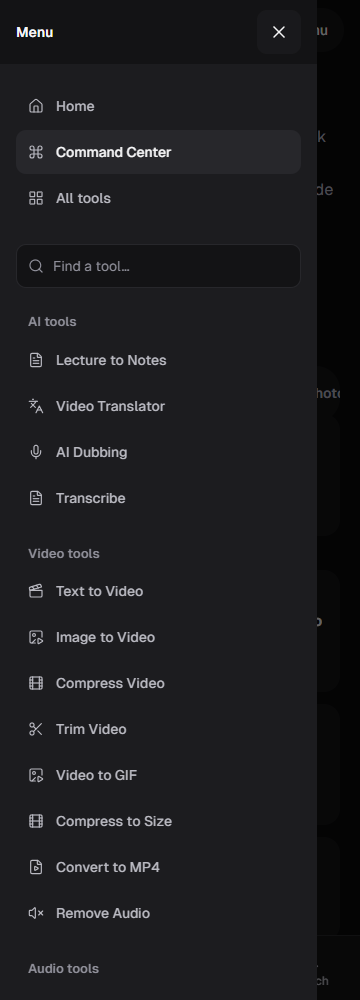 Menu
Home
Command Center
All tools
Find a tool...
AI tools
Lecture to Notes
Video Translator
AI Dubbing
Transcribe
Video tools
Text to Video
Image to Video
Compress Video
Trim Video
Video to GIF
Compress to Size
Convert to MP4
Remove Audio
Audio tools